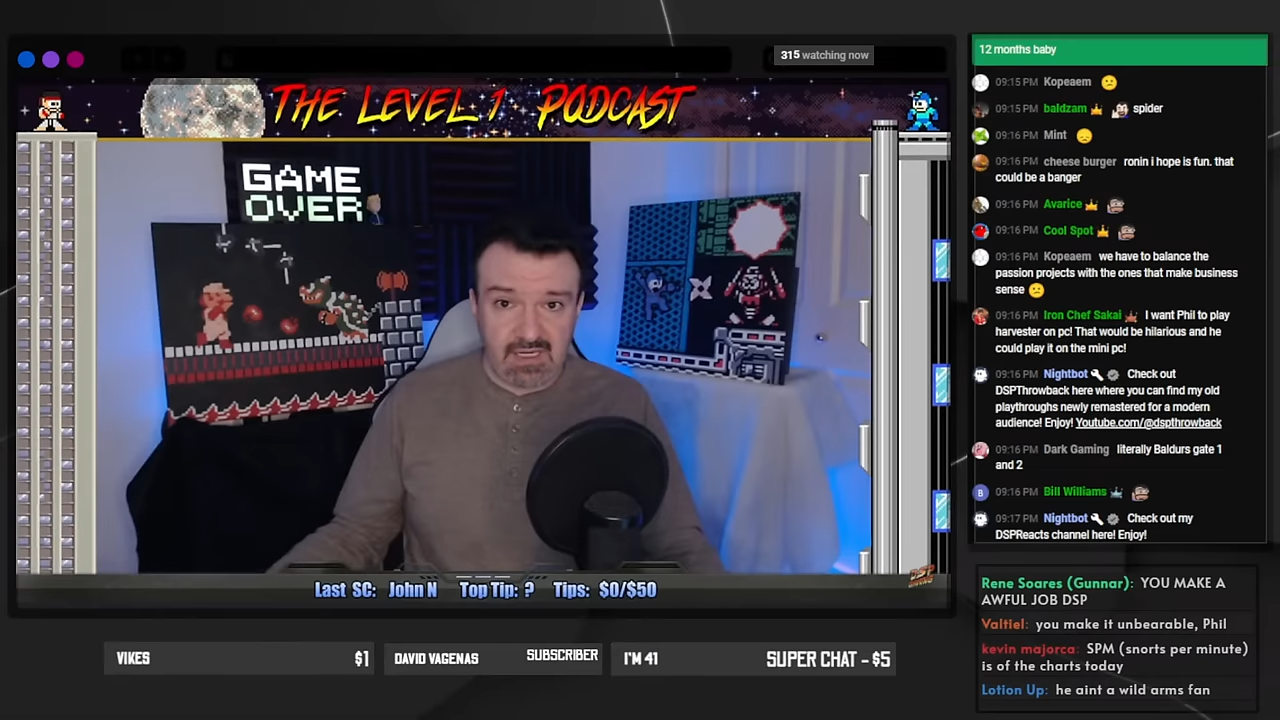 315 watching now
THE LEVEL 1 PODCAST
GAME
OVER
Last SC: John N Top Tip: ? Tips: $0/$50
VIKES $1
DAVID VAGENAS SUBSCRIBER
I'M 41 SUPER CHAT - $5
12 months baby
09:15 PM Kopeaem
09:15 PM baldzam spider
09:16 PM Mint
09:16 PM cheese burger ronin i hope is fun. that
could be a banger
09:16 PM Avarice
09:16 PM Cool Spot
09:16 PM Kopeaem we have to balance the
passion projects with the ones that make business
sense
09:16 PM Iron Chef Sakai I want Phil to play
harvester on pc! That would be hilarious and he
could play it on the mini pc!
09:16 PM Nightbot Check out
DSPThrowback here where you can find my old
playthroughs newly remastered for a modern
audience! Enjoy! Youtube.com/@dspthrowback
09:16 PM Dark Gaming literally Baldurs gate 1
and 2
B 09:16 PM Bill Williams
09:17 PM Nightbot Check out my
DSPReacts channel here! Enjoy!
Rene Soares (Gunnar): YOU MAKE A
AWFUL JOB DSP
Valtiel: you make it unbearable, Phil
kevin majorca: SPM (snorts per minute)
is of the charts today
Lotion Up: he aint a wild arms fan